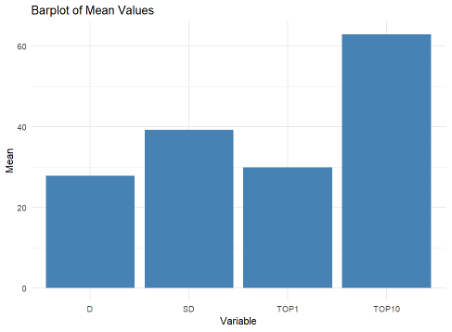 Barplot of Mean Values
60
40
20
0
Mean
D SD TOP1 TOP10
Variable